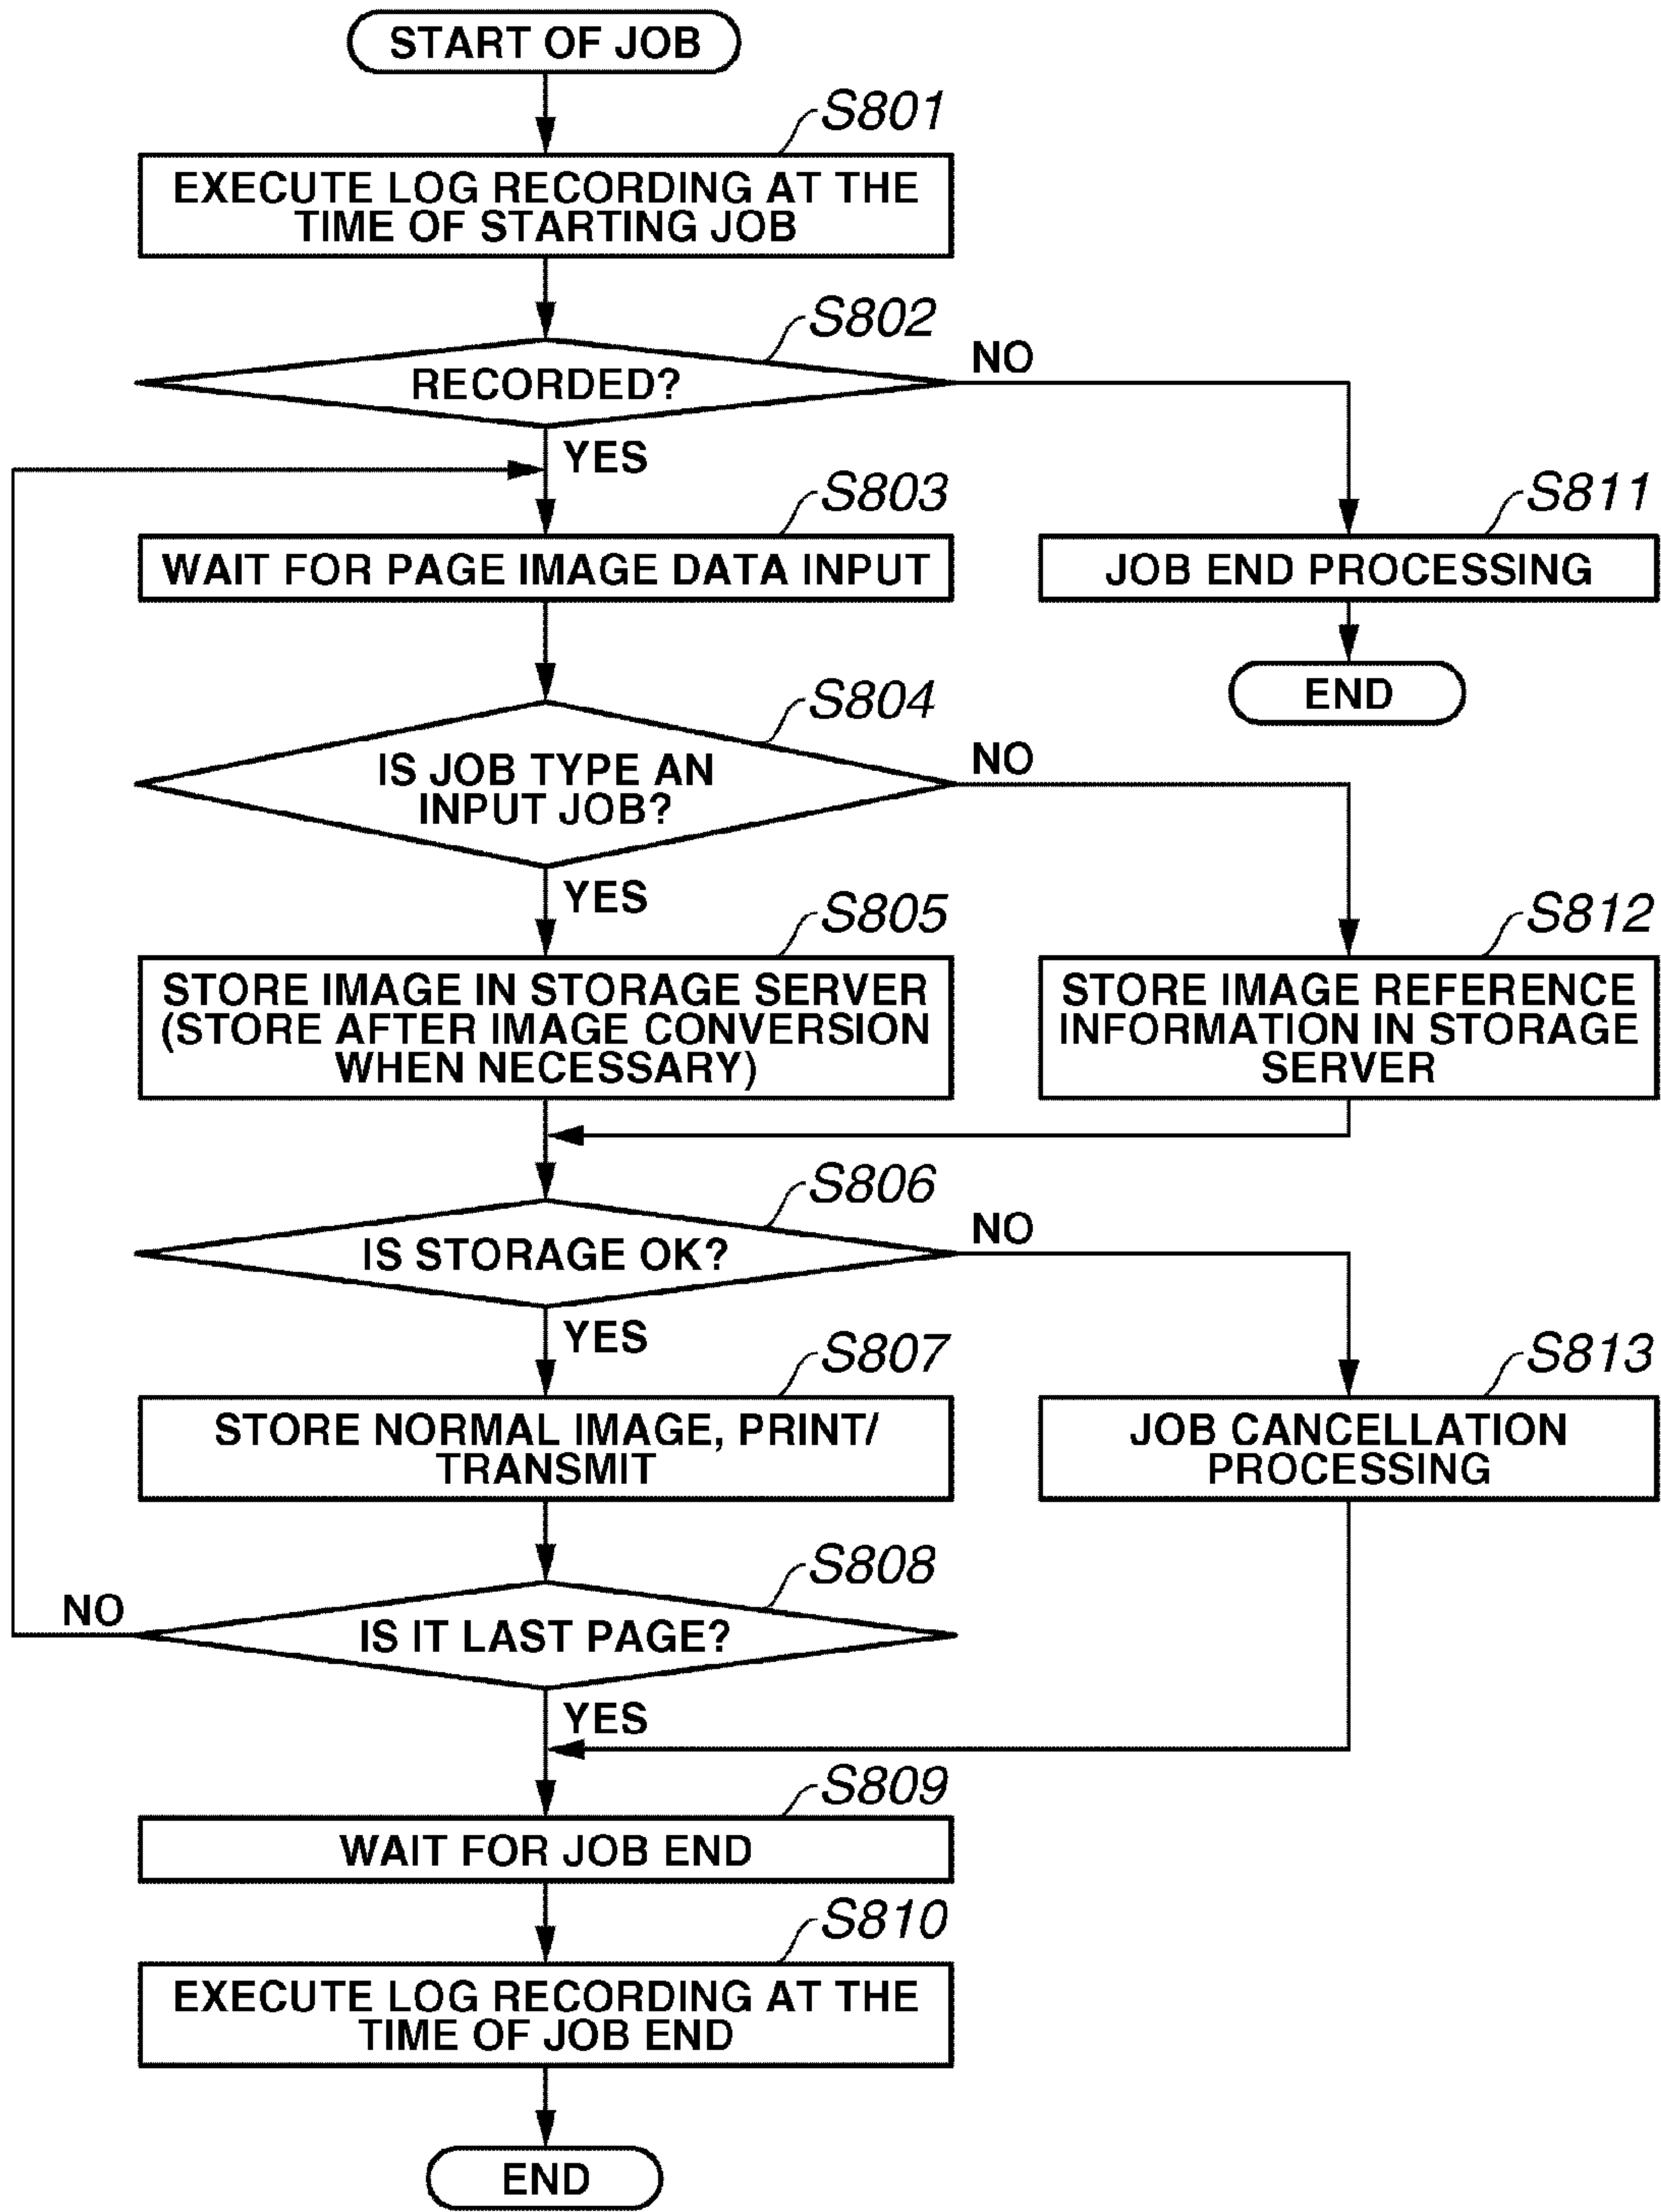 START OF JOB
S801
EXECUTE LOG RECORDING AT THE
TIME OF STARTING JOB
S802
RECORDED?
NO
YES
S803
WAIT FOR PAGE IMAGE DATA INPUT
S811
JOB END PROCESSING
END
S804
IS JOB TYPE AN
INPUT JOB?
NO
YES
S805
STORE IMAGE IN STORAGE SERVER
(STORE AFTER IMAGE CONVERSION
WHEN NECESSARY)
S812
STORE IMAGE REFERENCE
INFORMATION IN STORAGE
SERVER
S806
IS STORAGE OK?
NO
YES
S807
STORE NORMAL IMAGE, PRINT/
TRANSMIT
S813
JOB CANCELLATION
PROCESSING
S808
IS IT LAST PAGE?
NO
YES
S809
WAIT FOR JOB END
S810
EXECUTE LOG RECORDING AT THE
TIME OF JOB END
END